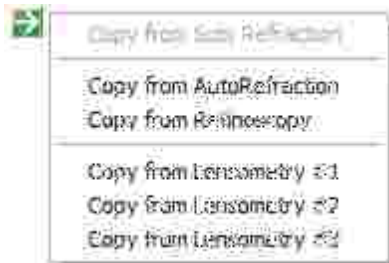 Copy from Subj Refraction
Copy from AutoRefraction
Copy from Retinoscopy
Copy from Lensometry #1
Copy from Lensometry #2
Copy from Lensometry #3